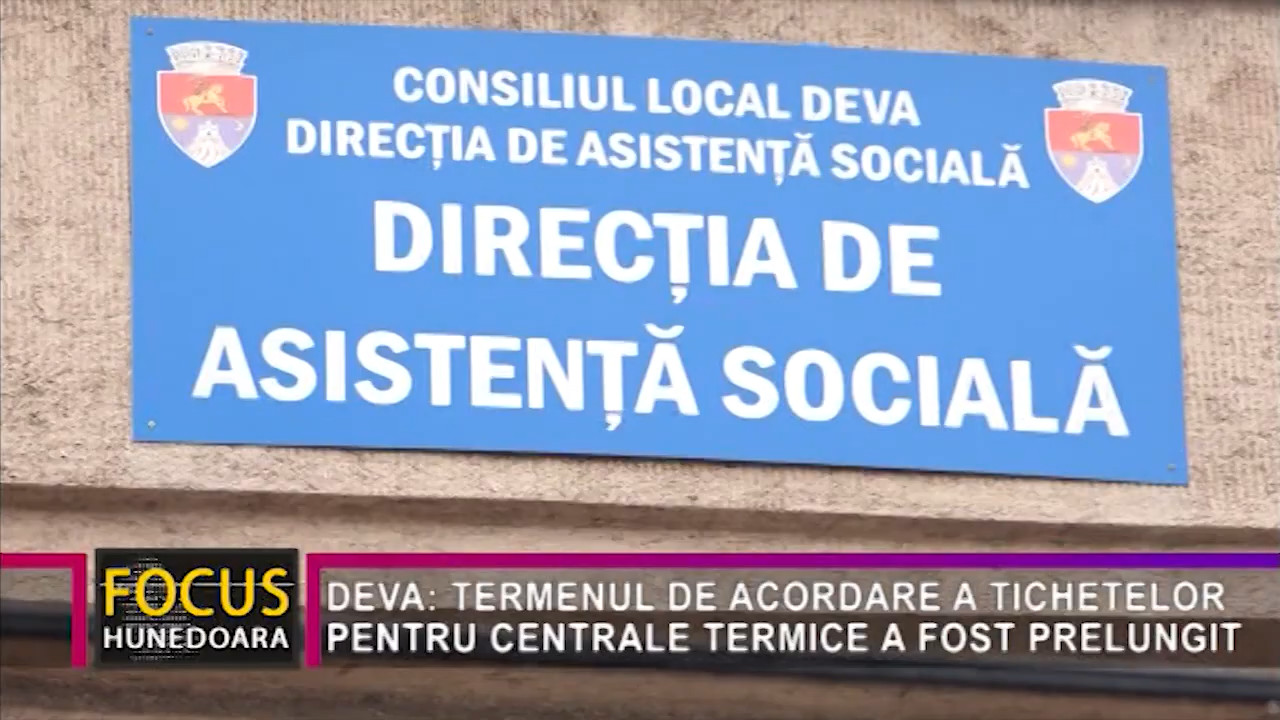 CONSILIUL LOCAL DEVA
DIRECȚIA DE ASISTENȚĂ SOCIALĂ
DIRECȚIA DE
ASISTENȚĂ SOCIALĂ
FOCUS
HUNEDOARA
DEVA: TERMENUL DE ACORDARE A TICHETELOR
PENTRU CENTRALE TERMICE A FOST PRELUNGIT